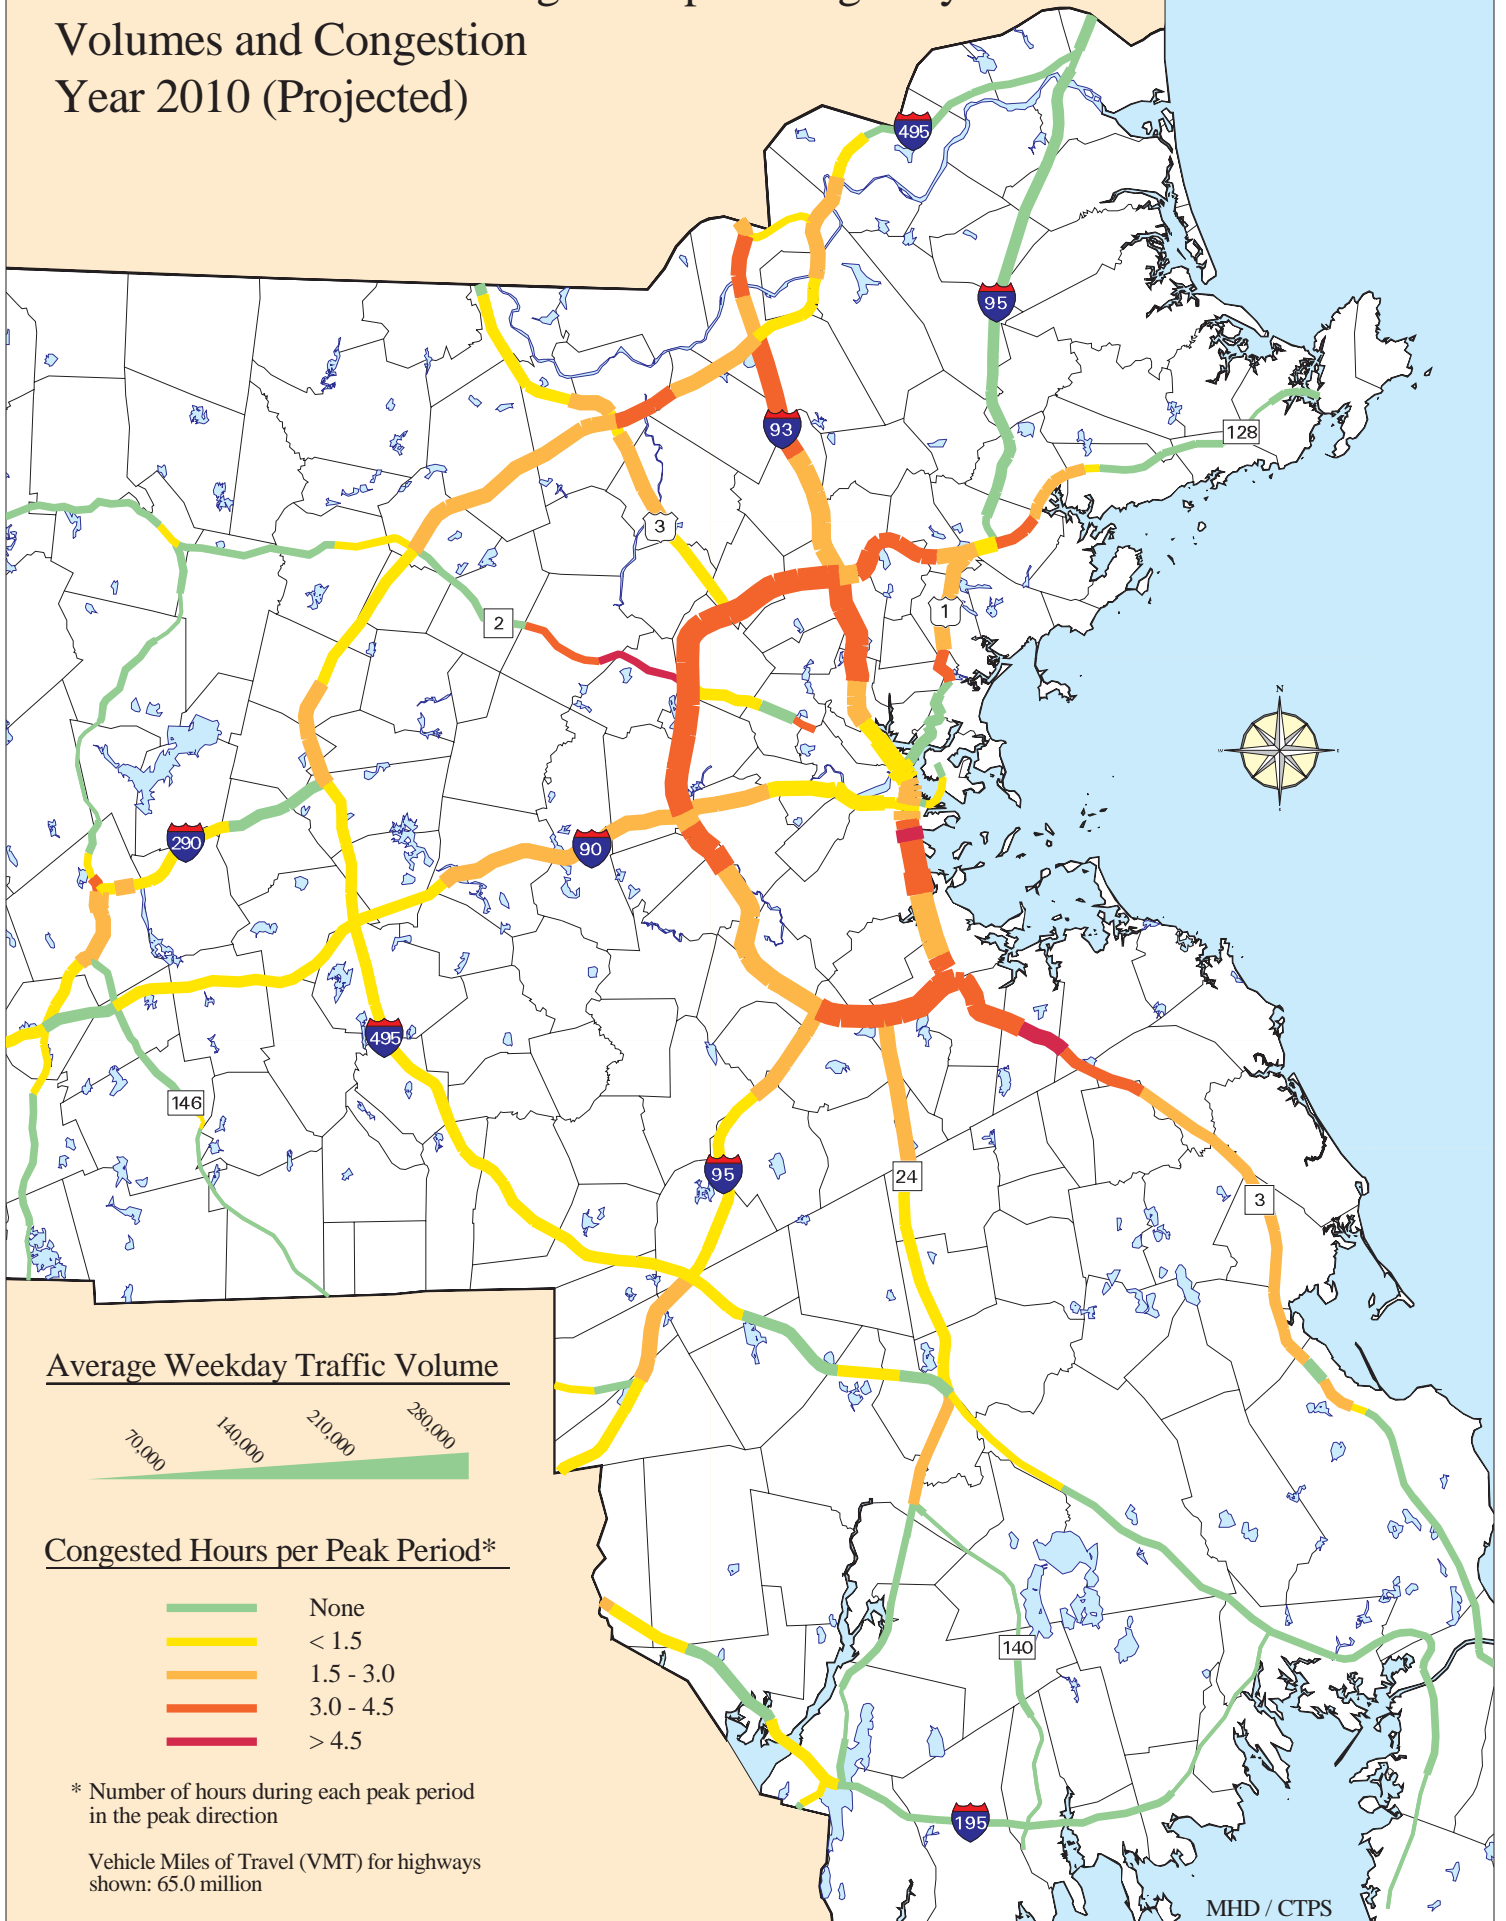 Volumes and Congestion
Year 2010 (Projected)
495
95
128
93
3
1
2
N
W
E
S
290
90
495
146
95
24
3
Average Weekday Traffic Volume
70,000
140,000
210,000
280,000
Congested Hours per Peak Period*
None
< 1.5
1.5 - 3.0
3.0 - 4.5
> 4.5
140
* Number of hours during each peak period
in the peak direction
195
Vehicle Miles of Travel (VMT) for highways
shown: 65.0 million
MHD / CTPS